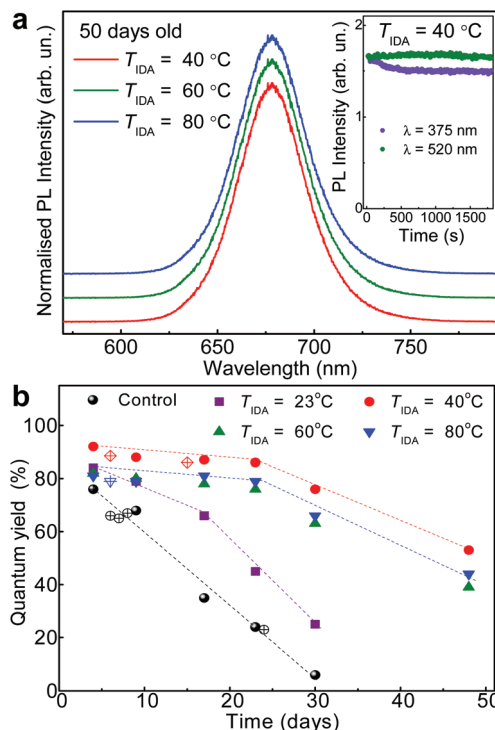 a
50 days old
T_IDA = 40 °C
T_IDA = 60 °C
T_IDA = 80 °C
Normalised PL Intensity (arb. un.)
600
650
700
750
Wavelength (nm)
T_IDA = 40 °C
PL Intensity (arb. un.)
2
1
0
λ = 375 nm
λ = 520 nm
0
500
1000
1500
Time (s)
b
Control
T_IDA = 23°C
T_IDA = 40°C
T_IDA = 60°C
T_IDA = 80°C
Quantum yield (%)
100
80
60
40
20
0
0
10
20
30
40
50
Time (days)